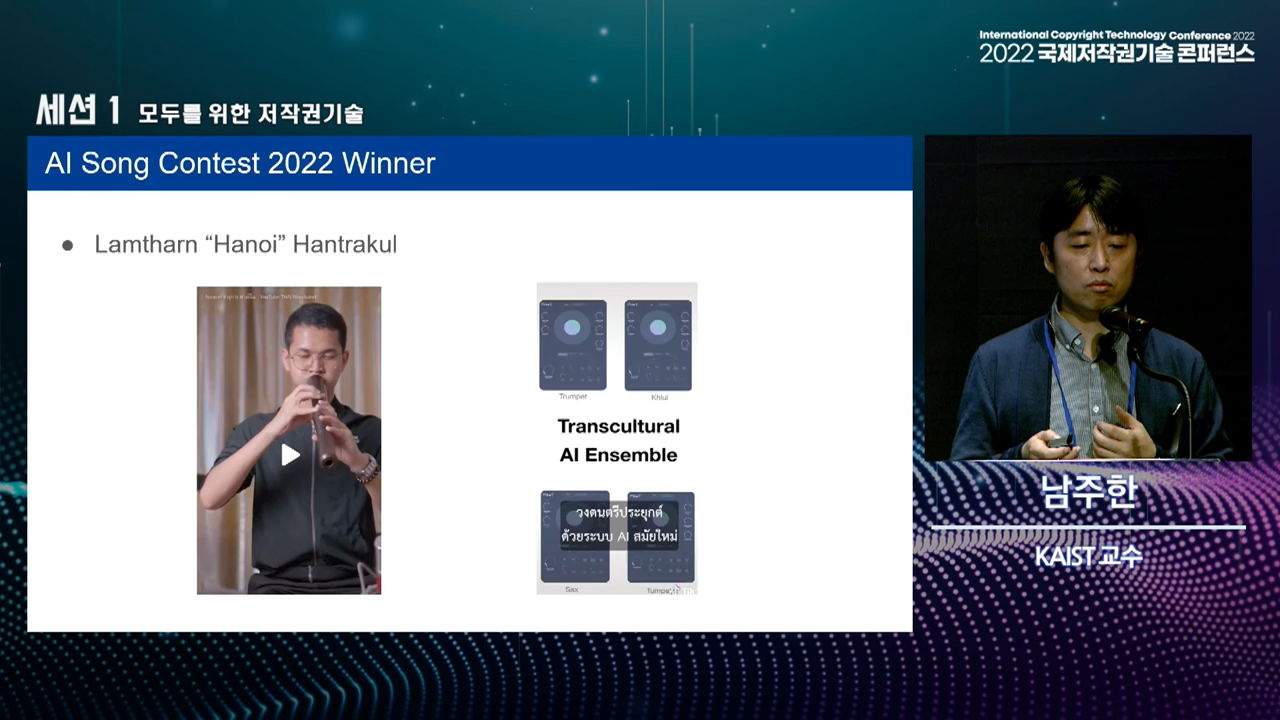 International Copyright Technology Conference 2022
2022 국제저작권기술 콘퍼런스
세션 1 모두를 위한 저작권기술
AI Song Contest 2022 Winner
● Lamtharn “Hanoi” Hantrakul
Trumpet
Khlui
Transcultural
AI Ensemble
วงดนตรีประยุกต์
ด้วยระบบ AI สมัยใหม่
Sax
남주한
KAIST 교수